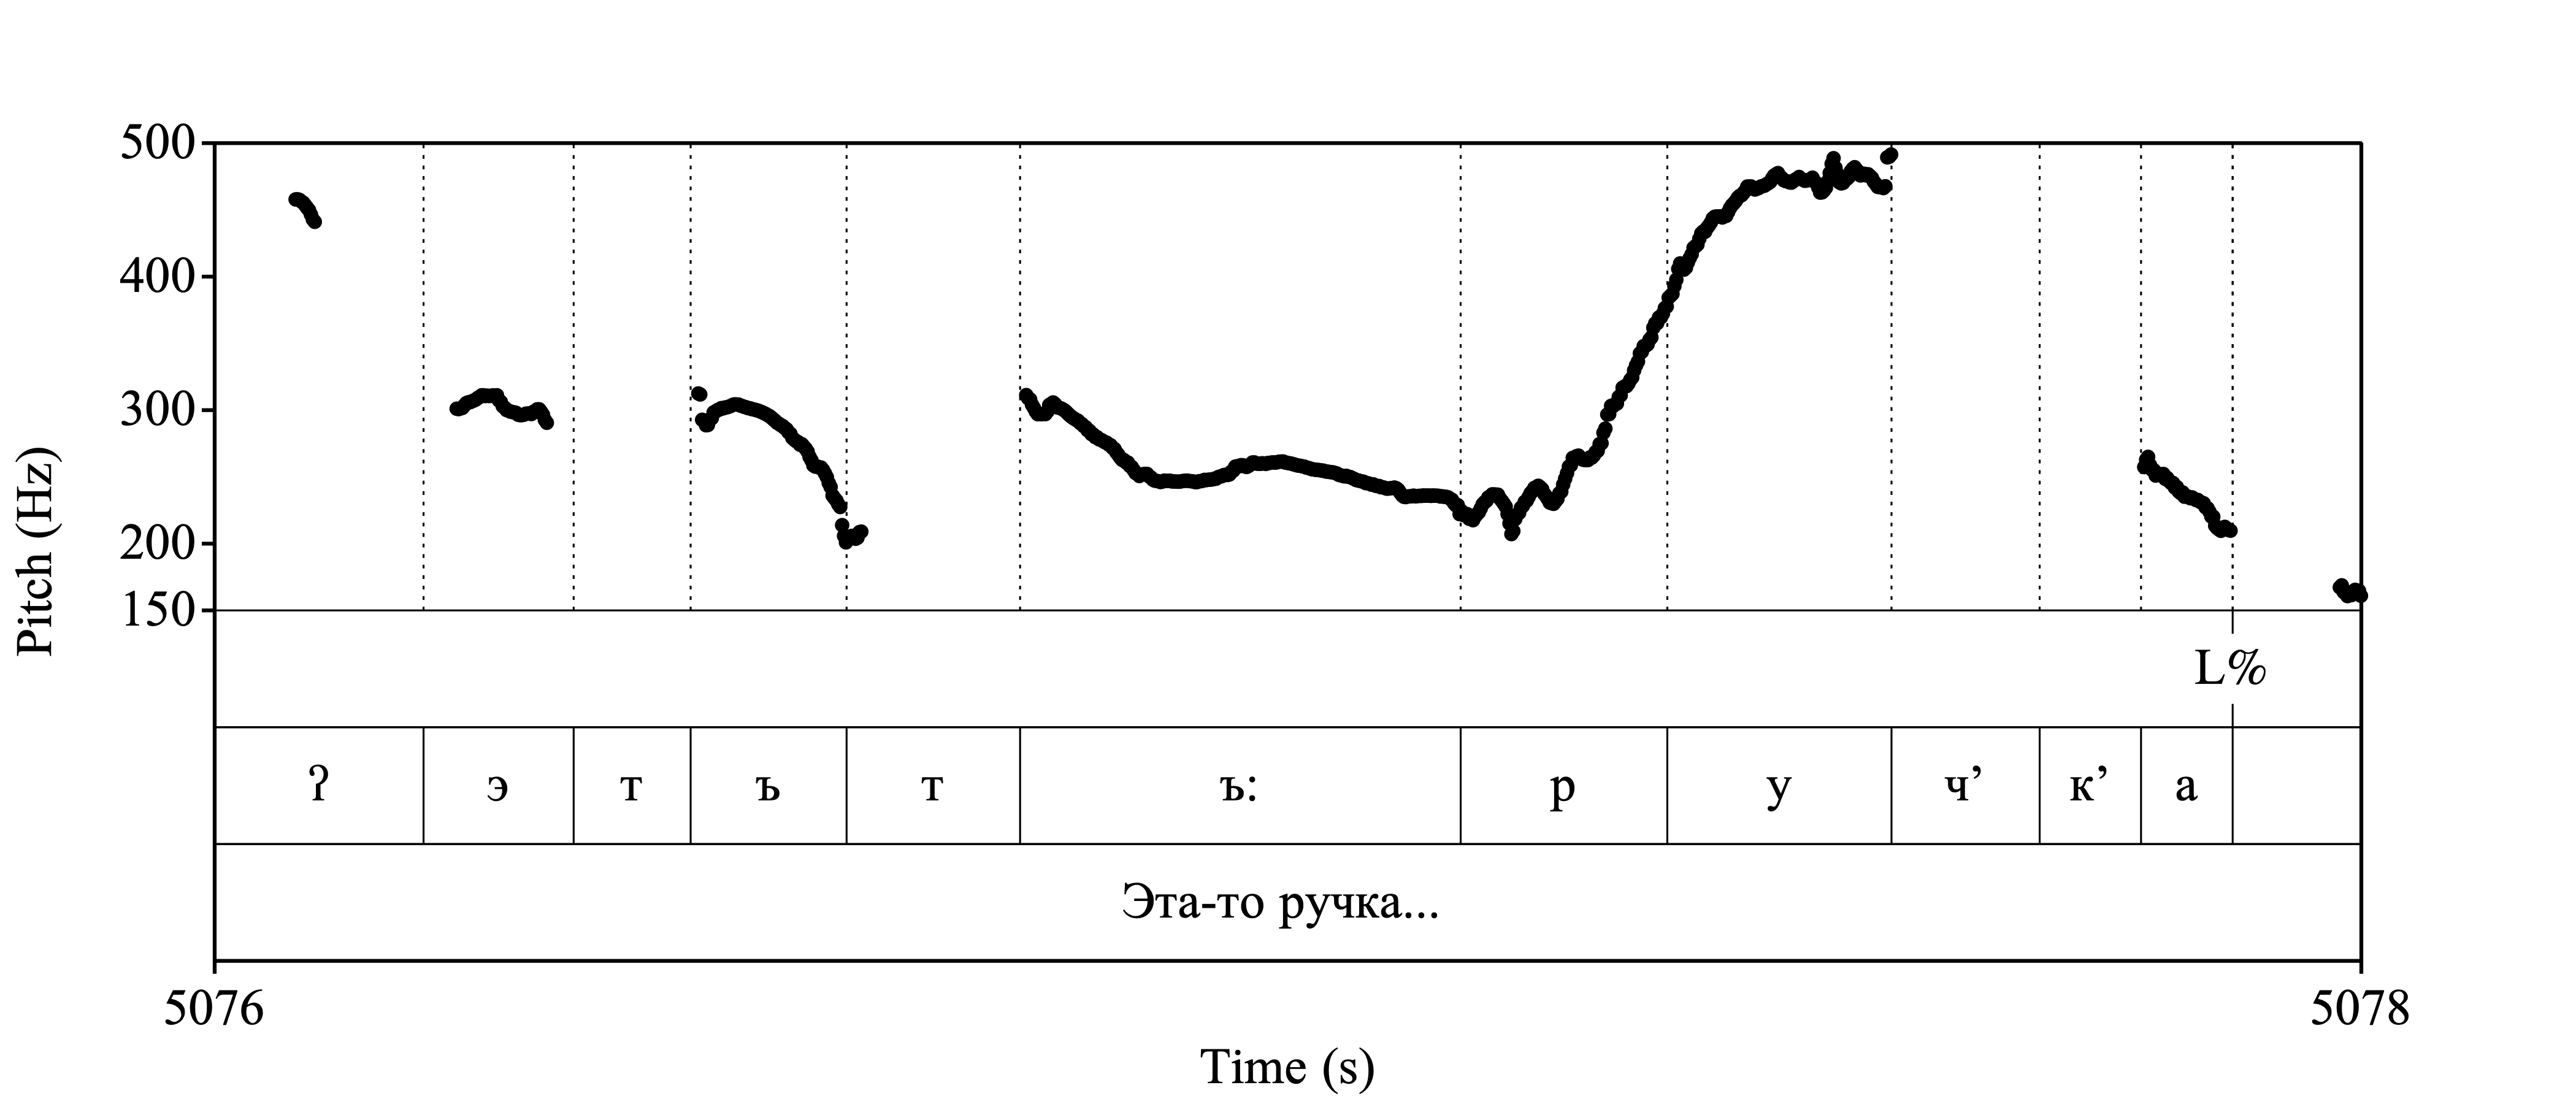 500
400
300
200
150
Pitch (Hz)
L%
ʔ э т ъ т ъ: р у ч’ к’ а
Эта-то ручка...
5076 5078
Time (s)